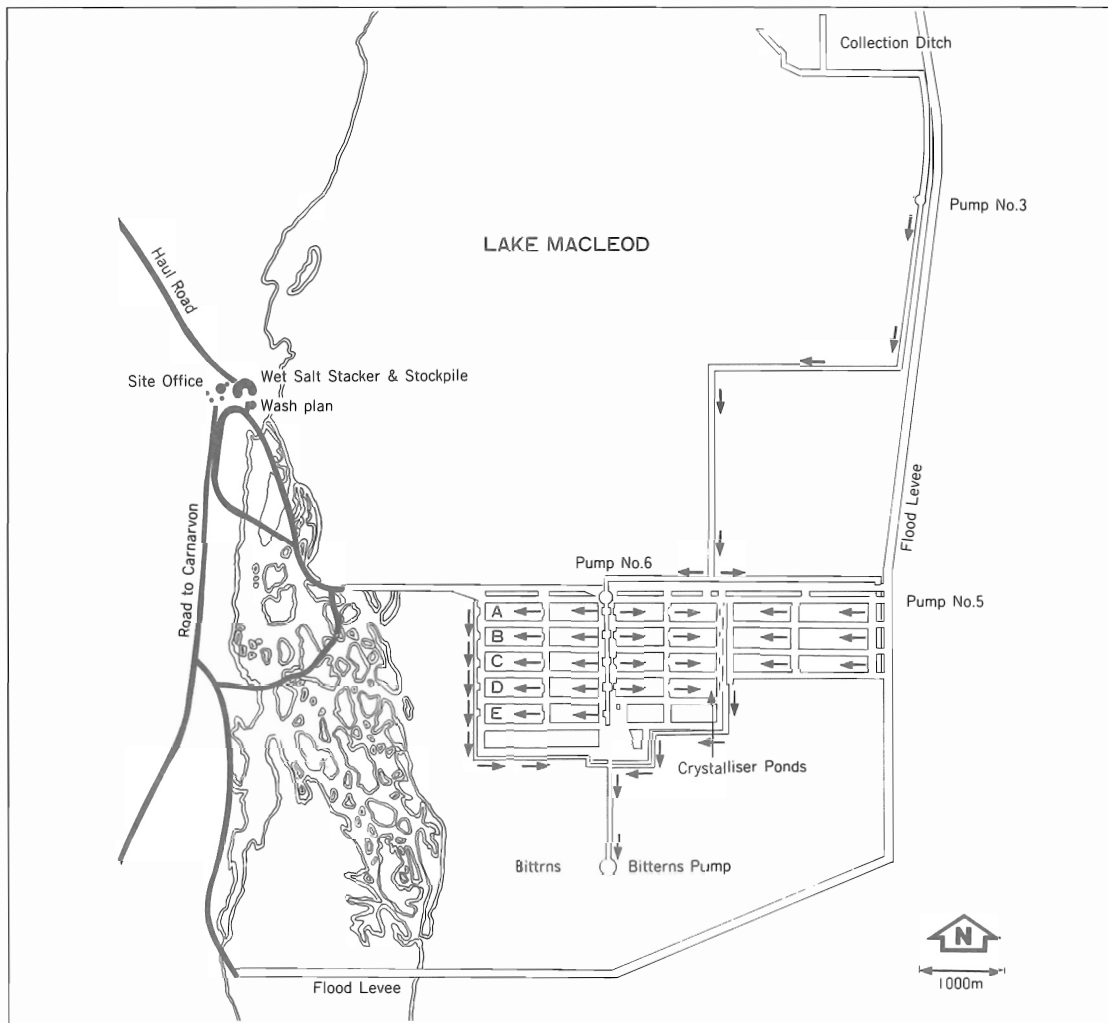 Collection Ditch
Pump No.3
LAKE MACLEOD
Haul Road
Site Office
Wet Salt Stacker & Stockpile
Wash plan
Road to Carnarvon
Flood Levee
Pump No.6
Pump No.5
A
B
C
D
E
Crystalliser Ponds
Bittrns
Bitterns Pump
N
1000m
Flood Levee